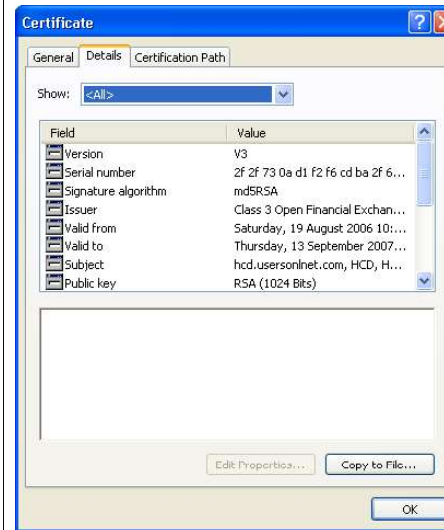 Certificate
General Details Certification Path
Show: <All>
Field Value
Version V3
Serial number 2f 2f 73 0a d1 f2 f6 cd ba 2f 6...
Signature algorithm md5RSA
Issuer Class 3 Open Financial Exchan...
Valid from Saturday, 19 August 2006 10:...
Valid to Thursday, 13 September 2007...
Subject hcd.usersonlnet.com, HCD, H...
Public key RSA (1024 Bits)
Edit Properties... Copy to File...
OK